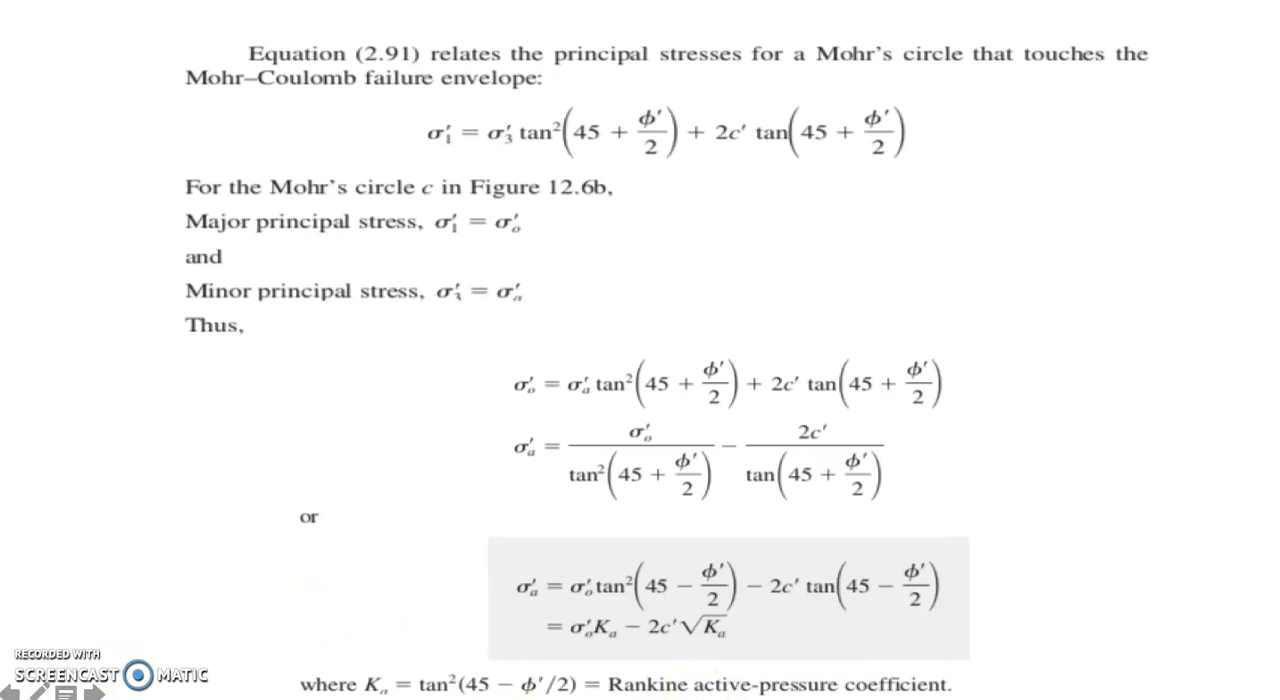 Equation (2.91) relates the principal stresses for a Mohr's circle that touches the
Mohr–Coulomb failure envelope:
σ′₁ = σ′₃ tan²(45 + ϕ′/2) + 2c′ tan(45 + ϕ′/2)
For the Mohr's circle c in Figure 12.6b,
Major principal stress, σ′₁ = σ′ₒ
and
Minor principal stress, σ′₃ = σ′ₐ
Thus,
σ′ₒ = σ′ₐ tan²(45 + ϕ′/2) + 2c′ tan(45 + ϕ′/2)
σ′ₐ = σ′ₒ / tan²(45 + ϕ′/2) − 2c′ / tan(45 + ϕ′/2)
or
σ′ₐ = σ′ₒ tan²(45 − ϕ′/2) − 2c′ tan(45 − ϕ′/2)
= σ′ₒKₐ − 2c′√Kₐ
where Kₐ = tan²(45 − ϕ′/2) = Rankine active-pressure coefficient.
RECORDED WITH
SCREENCAST MATIC